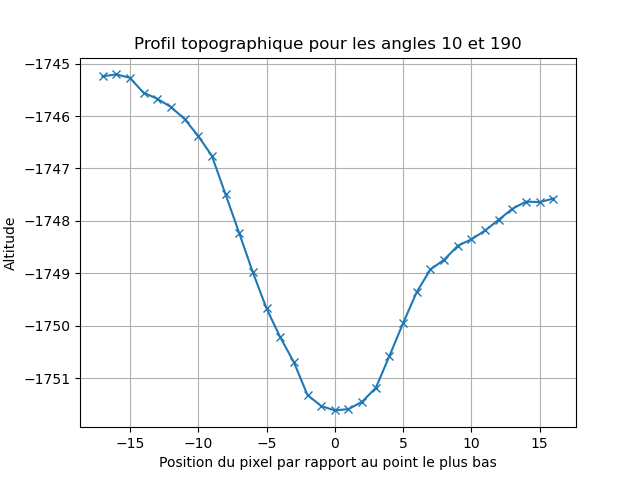 Profil topographique pour les angles 10 et 190
−1745
−1746
−1747
−1748
−1749
−1750
−1751
Altitude
−15 −10 −5 0 5 10 15
Position du pixel par rapport au point le plus bas